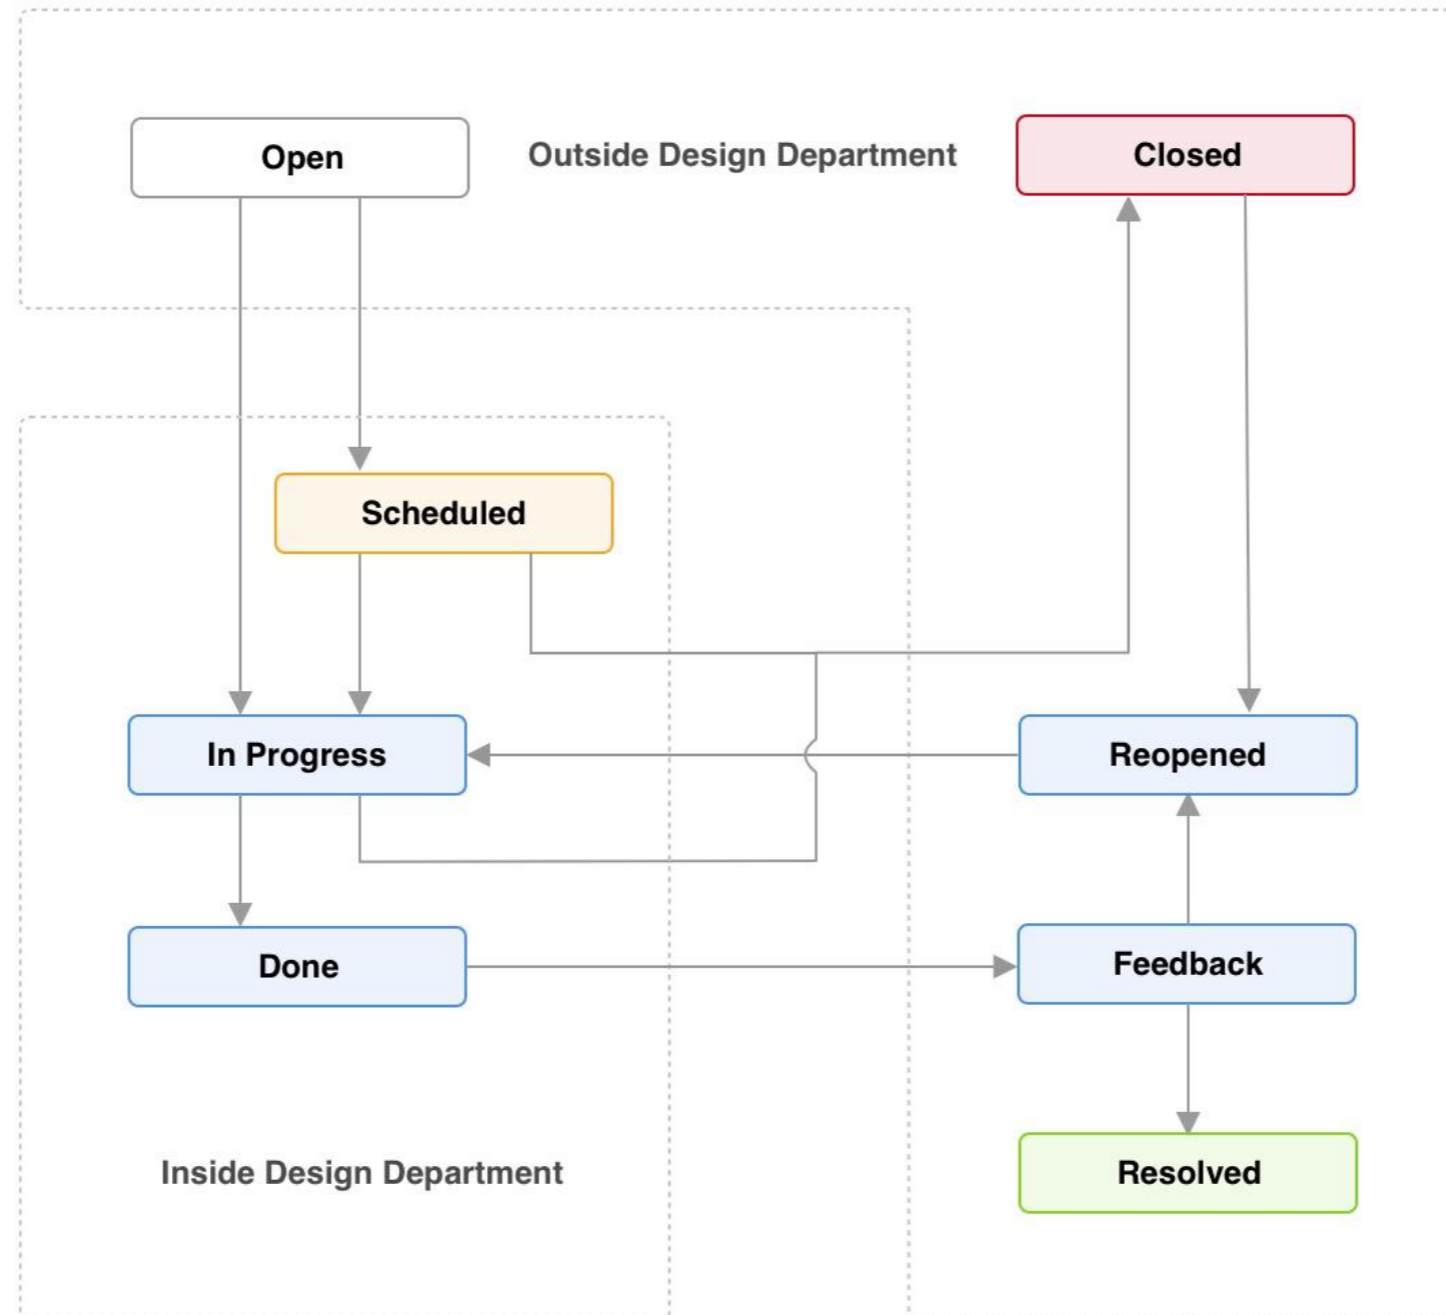 Open
Outside Design Department
Closed
Scheduled
In Progress
Reopened
Done
Feedback
Inside Design Department
Resolved